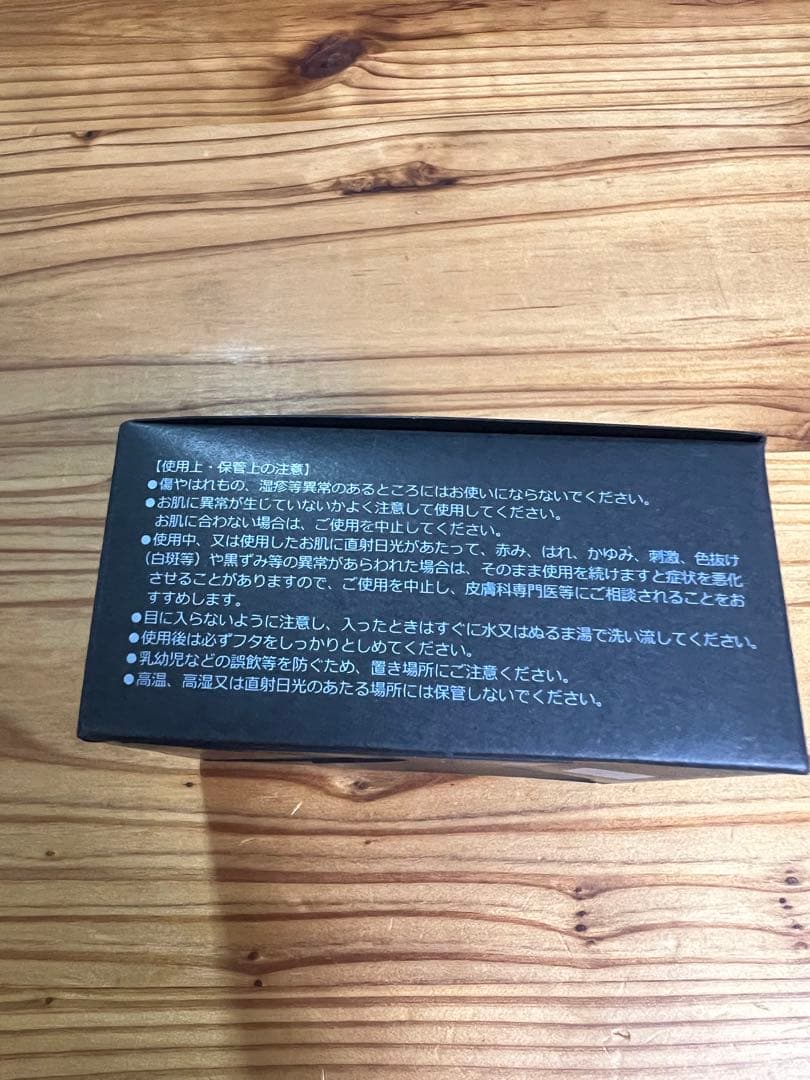 【使用上・保管上の注意】
●傷やはれもの、湿疹等異常のあるところにはお使いにならないでください。
●お肌に異常が生じていないかよく注意して使用してください。
お肌に合わない場合は、ご使用を中止してください。
●使用中、又は使用したお肌に直射日光があたって、赤み、はれ、かゆみ、刺激、色抜け
（白斑等）や黒ずみ等の異常があらわれた場合は、そのまま使用を続けますと症状を悪化
させることがありますので、ご使用を中止し、皮膚科専門医等にご相談されることをお
すすめします。
●目に入らないように注意し、入ったときはすぐに水又はぬるま湯で洗い流してください。
●使用後は必ずフタをしっかりとしめてください。
●乳幼児などの誤飲等を防ぐため、置き場所にご注意ください。
●高温、高湿又は直射日光のあたる場所には保管しないでください。